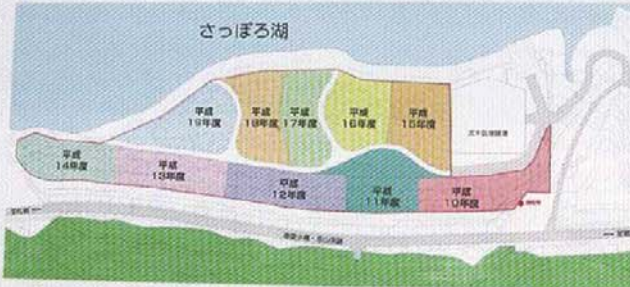 さっぽろ湖
平成
19年度
平成
18年度
平成
17年度
平成
16年度
平成
15年度
平成
14年度
平成
13年度
平成
12年度
平成
11年度
平成
10年度